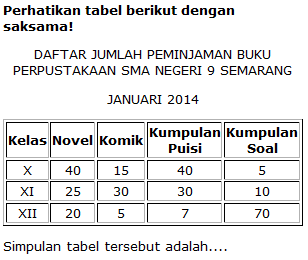 Perhatikan tabel berikut dengan
saksama!
DAFTAR JUMLAH PEMINJAMAN BUKU
PERPUSTAKAAN SMA NEGERI 9 SEMARANG
JANUARI 2014
Kelas Novel Komik Kumpulan Puisi Kumpulan Soal
X 40 15 40 5
XI 25 30 30 10
XII 20 5 7 70
Simpulan tabel tersebut adalah....